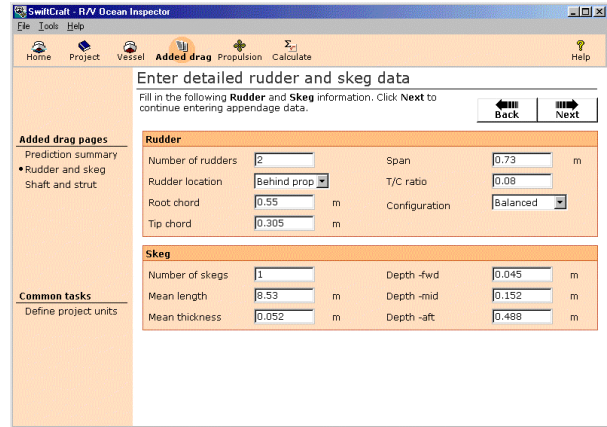 SwiftCraft - R/V Ocean Inspector
File Tools Help
Home Project Vessel Added drag Propulsion Calculate Help
Enter detailed rudder and skeg data
Fill in the following Rudder and Skeg information. Click Next to
continue entering appendage data.
Back Next
Added drag pages
Prediction summary
Rudder and skeg
Shaft and strut
Common tasks
Define project units
Rudder
Number of rudders 2 Span 0.73 m
Rudder location Behind prop T/C ratio 0.08
Root chord 0.55 m Configuration Balanced
Tip chord 0.305 m
Skeg
Number of skegs 1 Depth -fwd 0.045 m
Mean length 8.53 m Depth -mid 0.152 m
Mean thickness 0.052 m Depth -aft 0.488 m